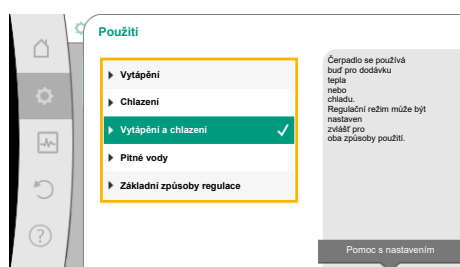 Použití
Vytápění
Chlazení
Vytápění a chlazení
Pitné vody
Základní způsoby regulace
Čerpadlo se používá
buď pro dodávku
tepla
nebo
chladu.
Regulační režim může být
nastaven
zvlášť pro
oba způsoby použití.
Pomoc s nastavením